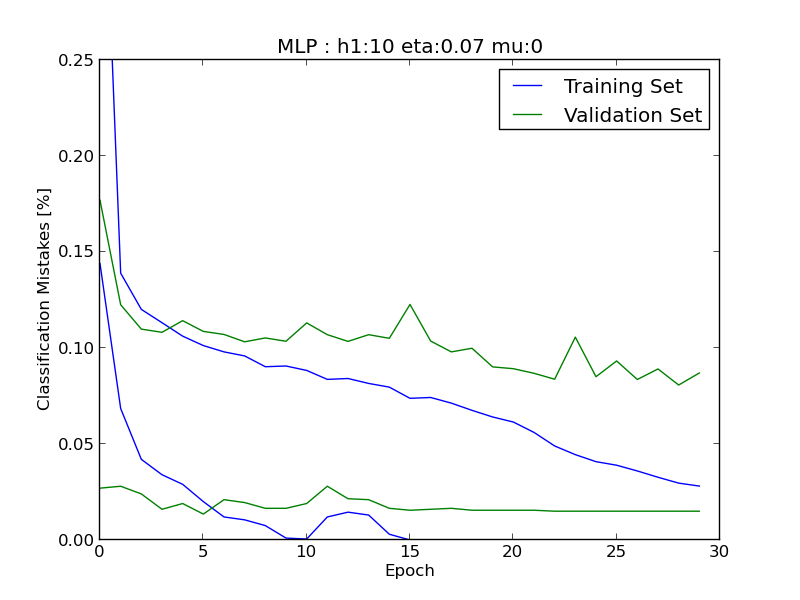 MLP : h1:10 eta:0.07 mu:0
Training Set
Validation Set
Classification Mistakes [%]
0.25
0.20
0.15
0.10
0.05
0.00
0 5 10 15 20 25 30
Epoch